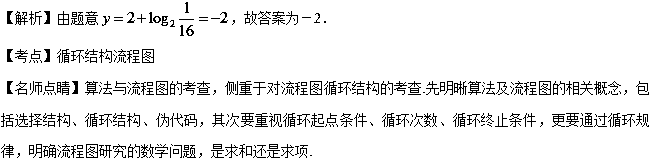 【解析】由题意 y = 2 + log₂ 1/16 = -2，故答案为－2．
【考点】循环结构流程图
【名师点睛】算法与流程图的考查，侧重于对流程图循环结构的考查.先明晰算法及流程图的相关概念，包
括选择结构、循环结构、伪代码，其次要重视循环起点条件、循环次数、循环终止条件，更要通过循环规
律，明确流程图研究的数学问题，是求和还是求项.